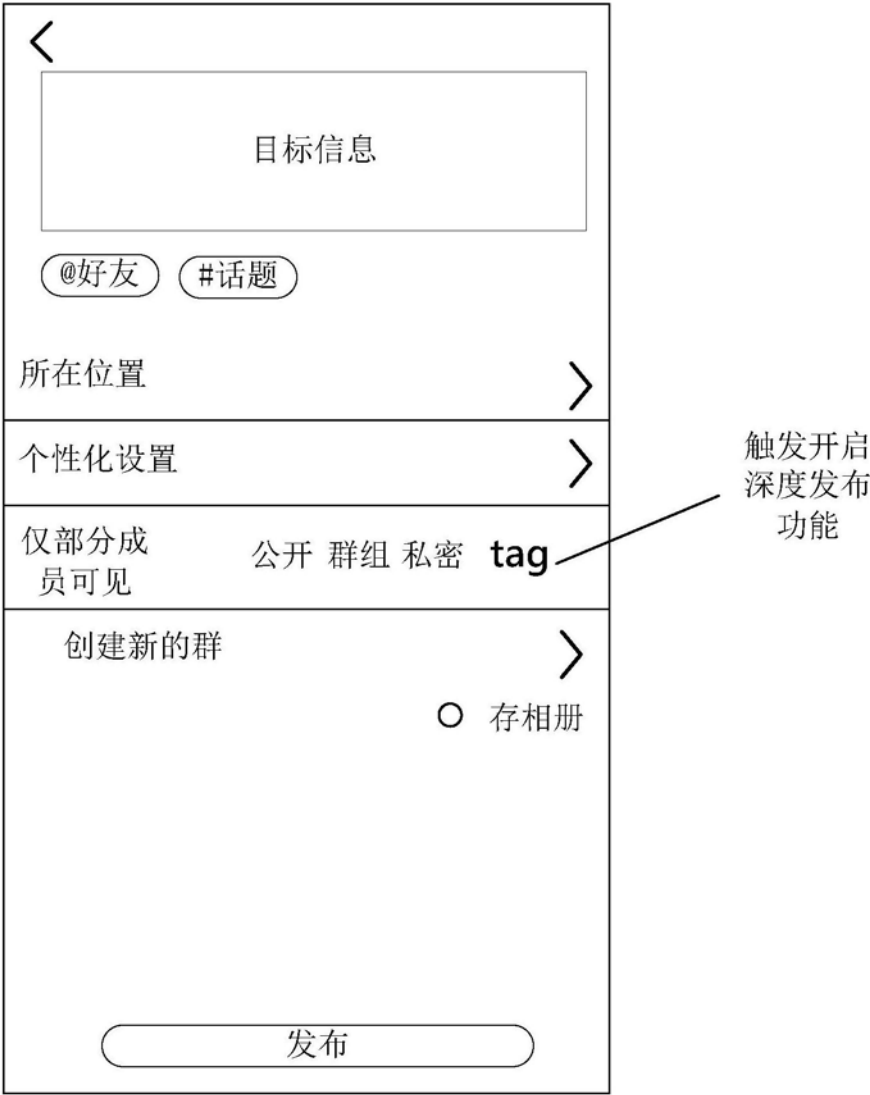 目标信息
@好友 #话题
所在位置
个性化设置
仅部分成
员可见
公开 群组 私密 tag
触发开启
深度发布
功能
创建新的群
存相册
发布